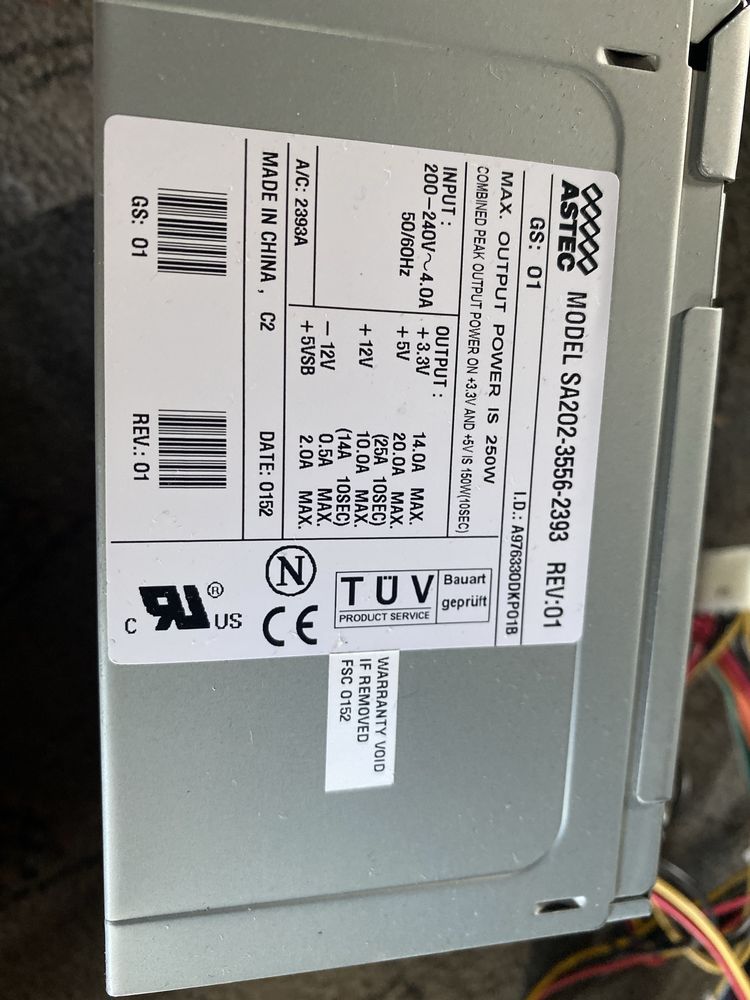 ASTEC MODEL SA202-3556-2393 REV:01
GS: 01 I.D.: A976330DKP01B
MAX. OUTPUT POWER IS 250W
COMBINED PEAK OUTPUT POWER ON +3.3V AND +5V IS 150W(10SEC)
INPUT :
200-240V~4.0A
50/60Hz
A/C: 2393A
OUTPUT :
+3.3V 14.0A MAX.
+5V 20.0A MAX.
(25A 10SEC)
+12V 10.0A MAX.
(14A 10SEC)
-12V 0.5A MAX.
+5VSB 2.0A MAX.
MADE IN CHINA , C2 DATE: 0152
GS: 01 REV.: 01
TÜV
PRODUCT SERVICE
Bauart
geprüft
N
CE
C RU ® US
WARRANTY VOID
IF REMOVED
FSC 0152